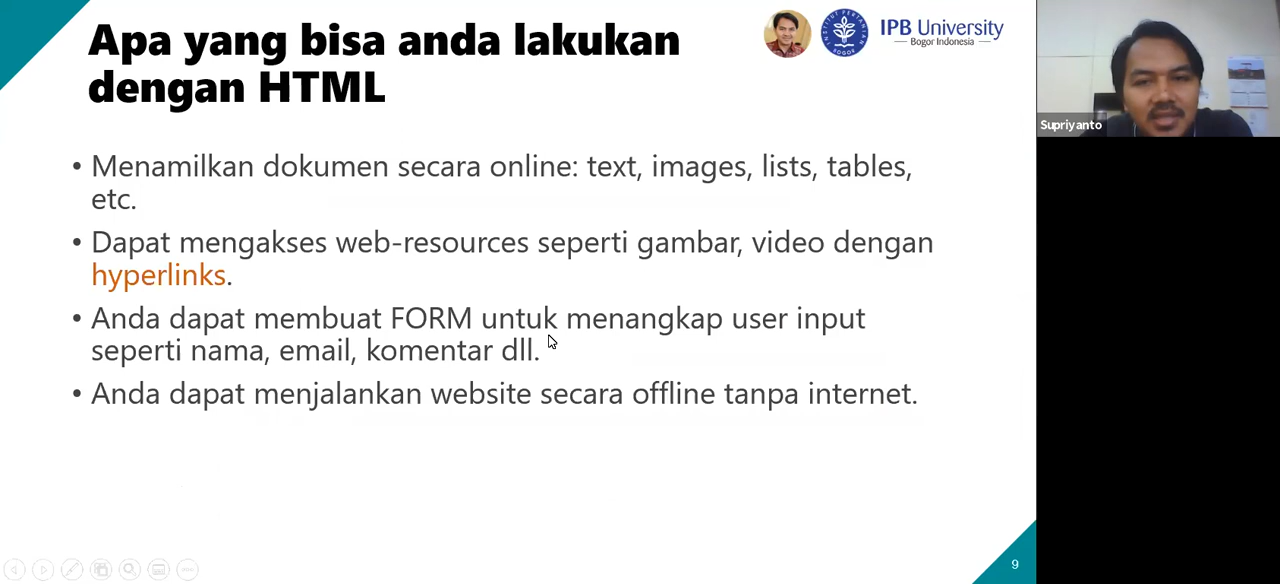 Apa yang bisa anda lakukan
dengan HTML
IPB University
Bogor Indonesia
Supriyanto
• Menamilkan dokumen secara online: text, images, lists, tables,
etc.
• Dapat mengakses web-resources seperti gambar, video dengan
hyperlinks.
• Anda dapat membuat FORM untuk menangkap user input
seperti nama, email, komentar dll.
• Anda dapat menjalankan website secara offline tanpa internet.
9